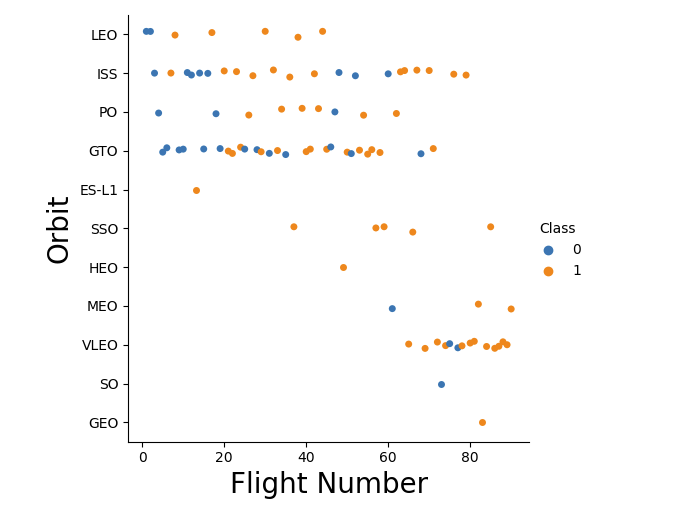 LEO
ISS
PO
GTO
ES-L1
SSO
HEO
MEO
VLEO
SO
GEO
Orbit
0 20 40 60 80
Flight Number
Class
0
1